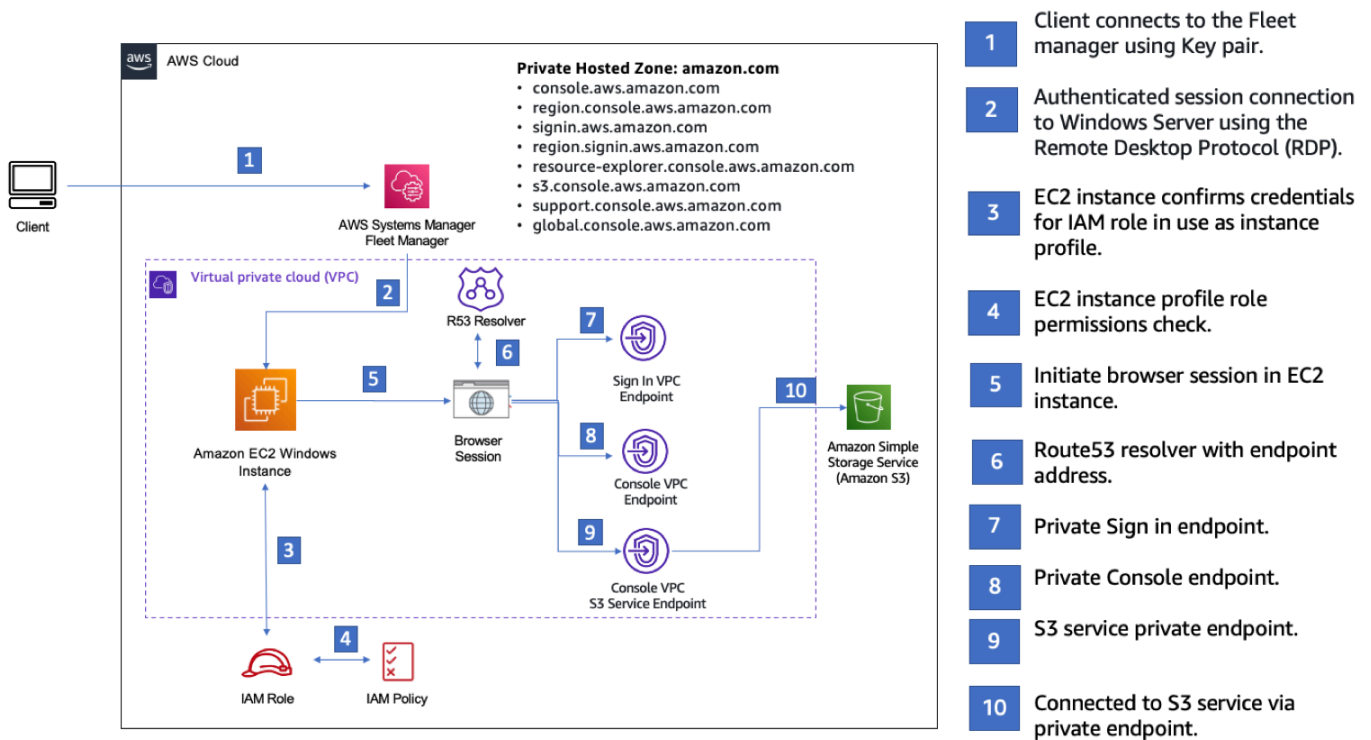 aws
AWS Cloud
Private Hosted Zone: amazon.com
• console.aws.amazon.com
• region.console.aws.amazon.com
• signin.aws.amazon.com
• region.signin.aws.amazon.com
• resource-explorer.console.aws.amazon.com
• s3.console.aws.amazon.com
• support.console.aws.amazon.com
• global.console.aws.amazon.com
Client
1
AWS Systems Manager
Fleet Manager
Virtual private cloud (VPC)
2
R53 Resolver
6
7
Sign In VPC
Endpoint
5
Amazon EC2 Windows
Instance
Browser
Session
8
Console VPC
Endpoint
9
Console VPC
S3 Service Endpoint
10
Amazon Simple
Storage Service
(Amazon S3)
3
4
IAM Role
IAM Policy
1
Client connects to the Fleet
manager using Key pair.
2
Authenticated session connection
to Windows Server using the
Remote Desktop Protocol (RDP).
3
EC2 instance confirms credentials
for IAM role in use as instance
profile.
4
EC2 instance profile role
permissions check.
5
Initiate browser session in EC2
instance.
6
Route53 resolver with endpoint
address.
7
Private Sign in endpoint.
8
Private Console endpoint.
9
S3 service private endpoint.
10
Connected to S3 service via
private endpoint.